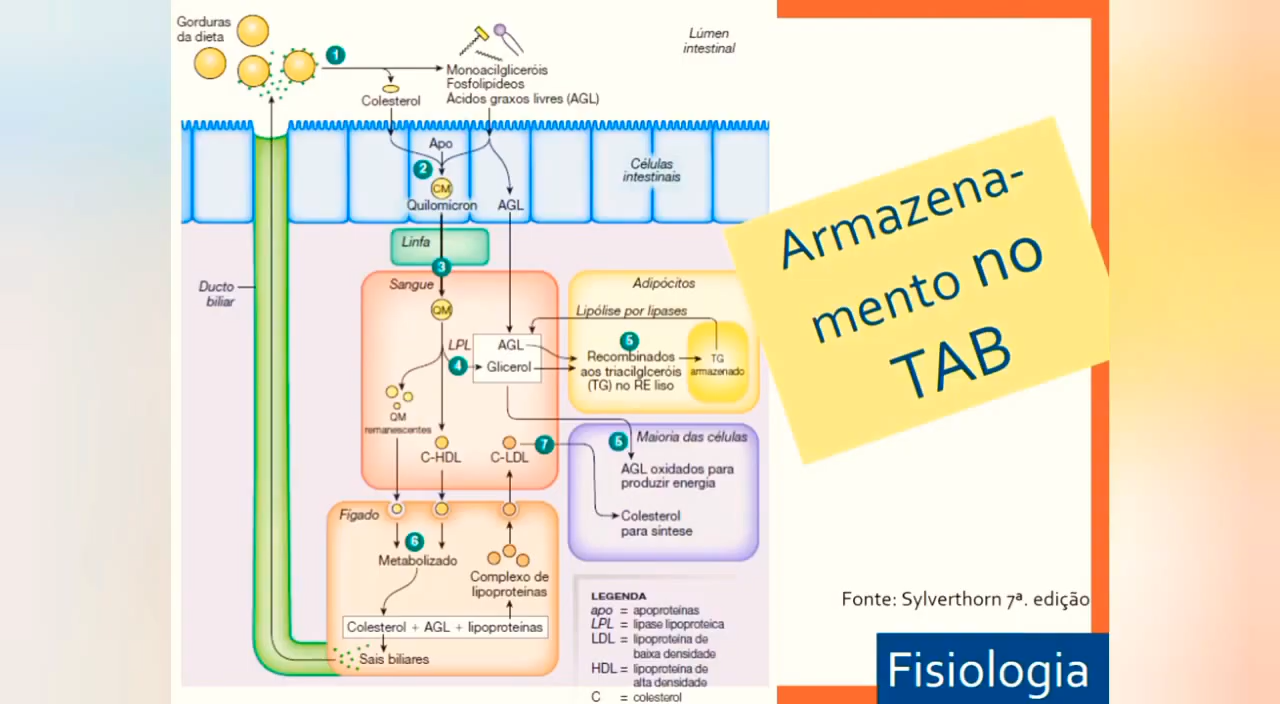 Gorduras
da dieta
1
Lúmen
intestinal
Monoacilgliceróis
Fosfolipideos
Ácidos graxos livres (AGL)
Colesterol
Apo
2
CM
Quilomicron
AGL
Células
intestinais
Linfa
3
Ducto
biliar
Sangue
QM
LPL
AGL
4
Glicerol
QM
remanescentes
C-HDL
C-LDL
7
Adipócitos
Lipólise por lipases
5
Recombinados
aos triacilgliceróis
(TG) no RE liso
TG
armazenado
5
Maioria das células
AGL oxidados para
produzir energia
Colesterol
para síntese
Fígado
6
Metabolizado
Complexo de
lipoproteínas
Colesterol + AGL + lipoproteínas
Sais biliares
LEGENDA
apo = apoproteínas
LPL = lipase lipoproteica
LDL = lipoproteína de
baixa densidade
HDL = lipoproteína de
alta densidade
C = colesterol
Armazena-
mento no
TAB
Fonte: Sylverthorn 7ª. edição
Fisiologia